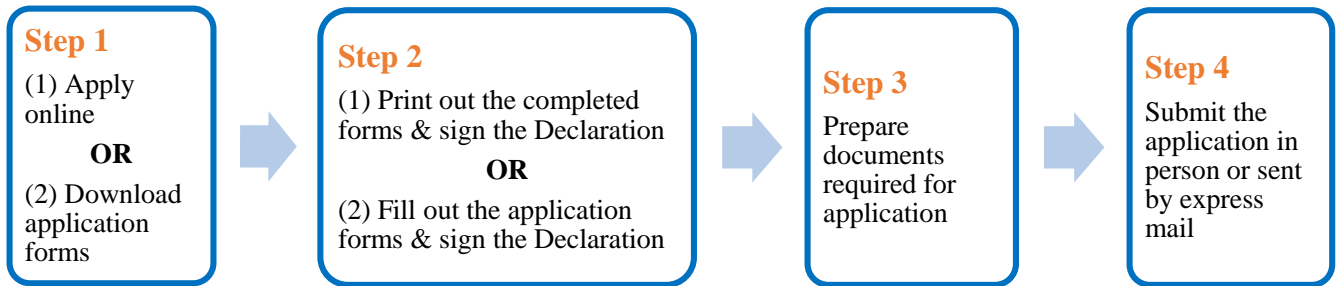 Step 1
(1) Apply
online
OR
(2) Download
application
forms
Step 2
(1) Print out the completed
forms & sign the Declaration
OR
(2) Fill out the application
forms & sign the Declaration
Step 3
Prepare
documents
required for
application
Step 4
Submit the
application in
person or sent
by express
mail